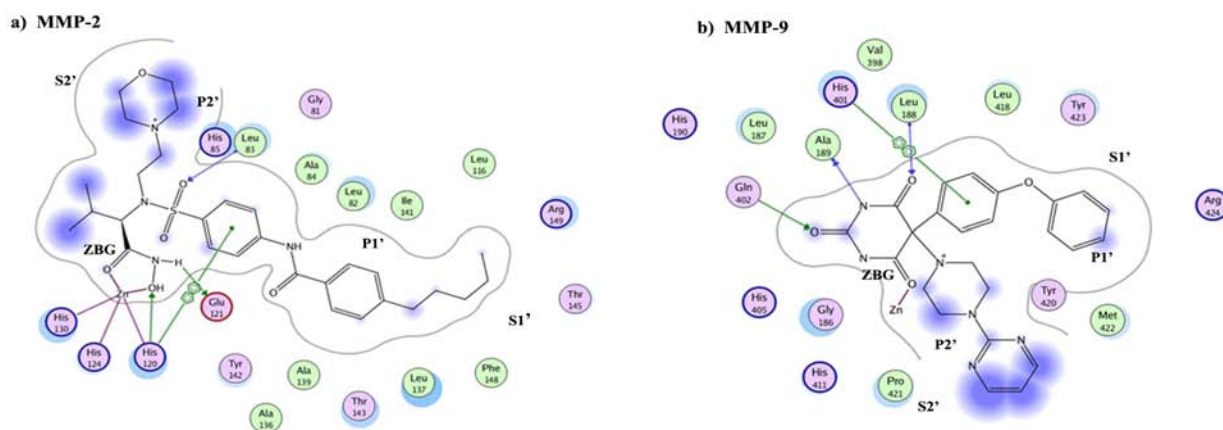 a) MMP-2
S2'
P2'
O
N
+
Gly
81
His
85
Leu
83
Ala
84
Leu
82
Ile
141
Leu
116
Arg
149
O
N
S
O
ZBG
O
N
H
OH
Zn
NH
O
P1'
Glu
121
S1'
Thr
145
His
130
His
124
His
120
Tyr
142
Ala
139
Ala
136
Thr
143
Leu
137
Phe
148
b) MMP-9
Val
398
His
401
Leu
188
Leu
418
Tyr
423
His
190
Leu
187
Ala
189
S1'
Gln
402
O
HN
O
O
Arg
424
P1'
ZBG
NH
O
N
+
Zn
His
405
Gly
186
Tyr
420
Met
422
N
P2'
N
N
His
411
Pro
421
S2'